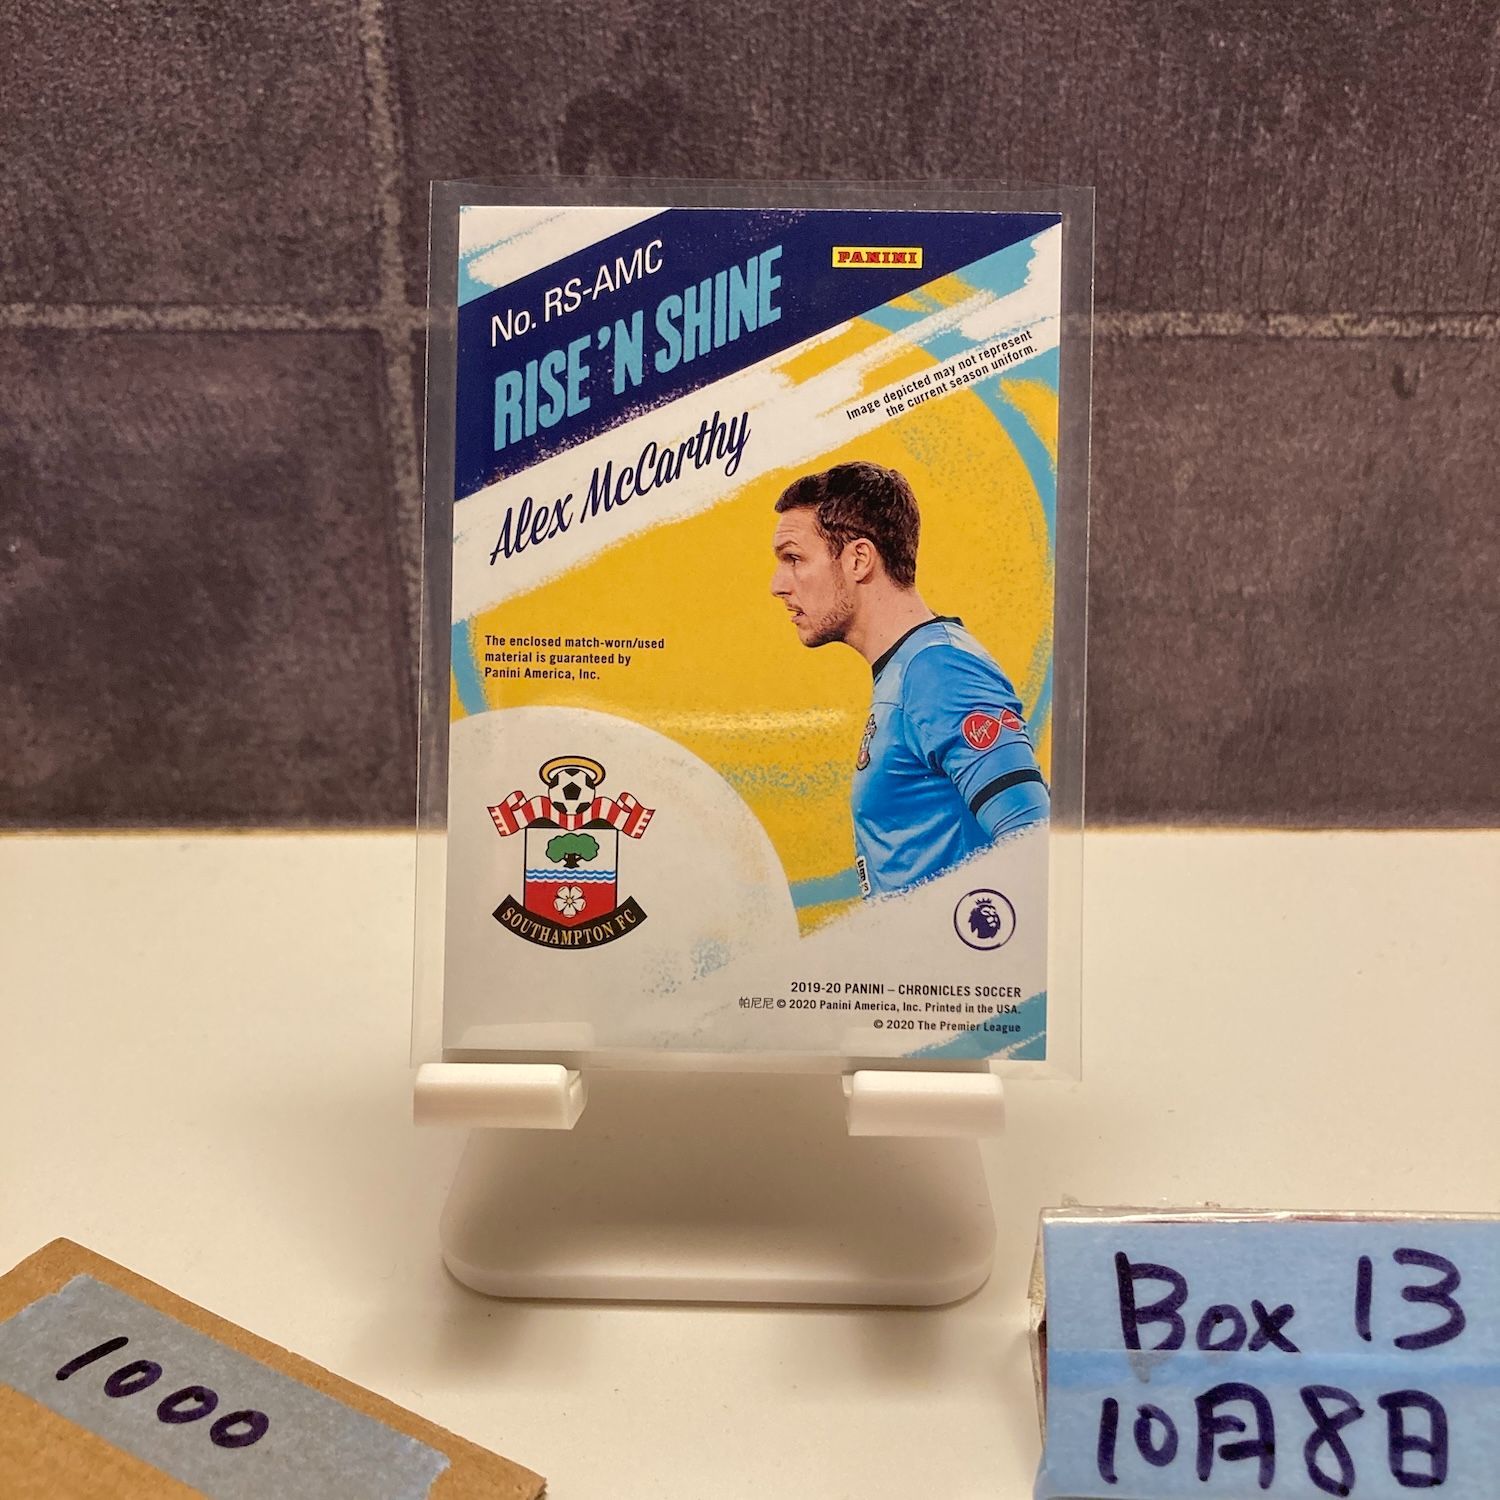 No. RS-AMC
PANINI
RISE 'N SHINE
Image depicted may not represent
the current season uniform.
Alex McCarthy
The enclosed match-worn/used
material is guaranteed by
Panini America, Inc.
Virgin
SOUTHAMPTON FC
2019-20 PANINI – CHRONICLES SOCCER
帕尼尼 © 2020 Panini America, Inc. Printed in the USA.
© 2020 The Premier League
1000
Box 13
10月8日